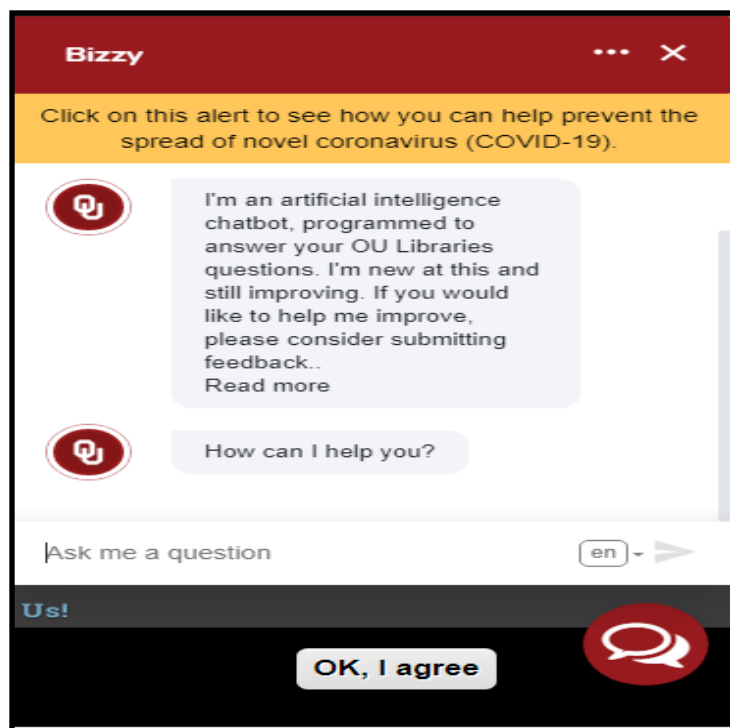 Bizzy
Click on this alert to see how you can help prevent the
spread of novel coronavirus (COVID-19).
OU
I'm an artificial intelligence
chatbot, programmed to
answer your OU Libraries
questions. I'm new at this and
still improving. If you would
like to help me improve,
please consider submitting
feedback..
Read more
OU
How can I help you?
Ask me a question
en
Us!
OK, I agree